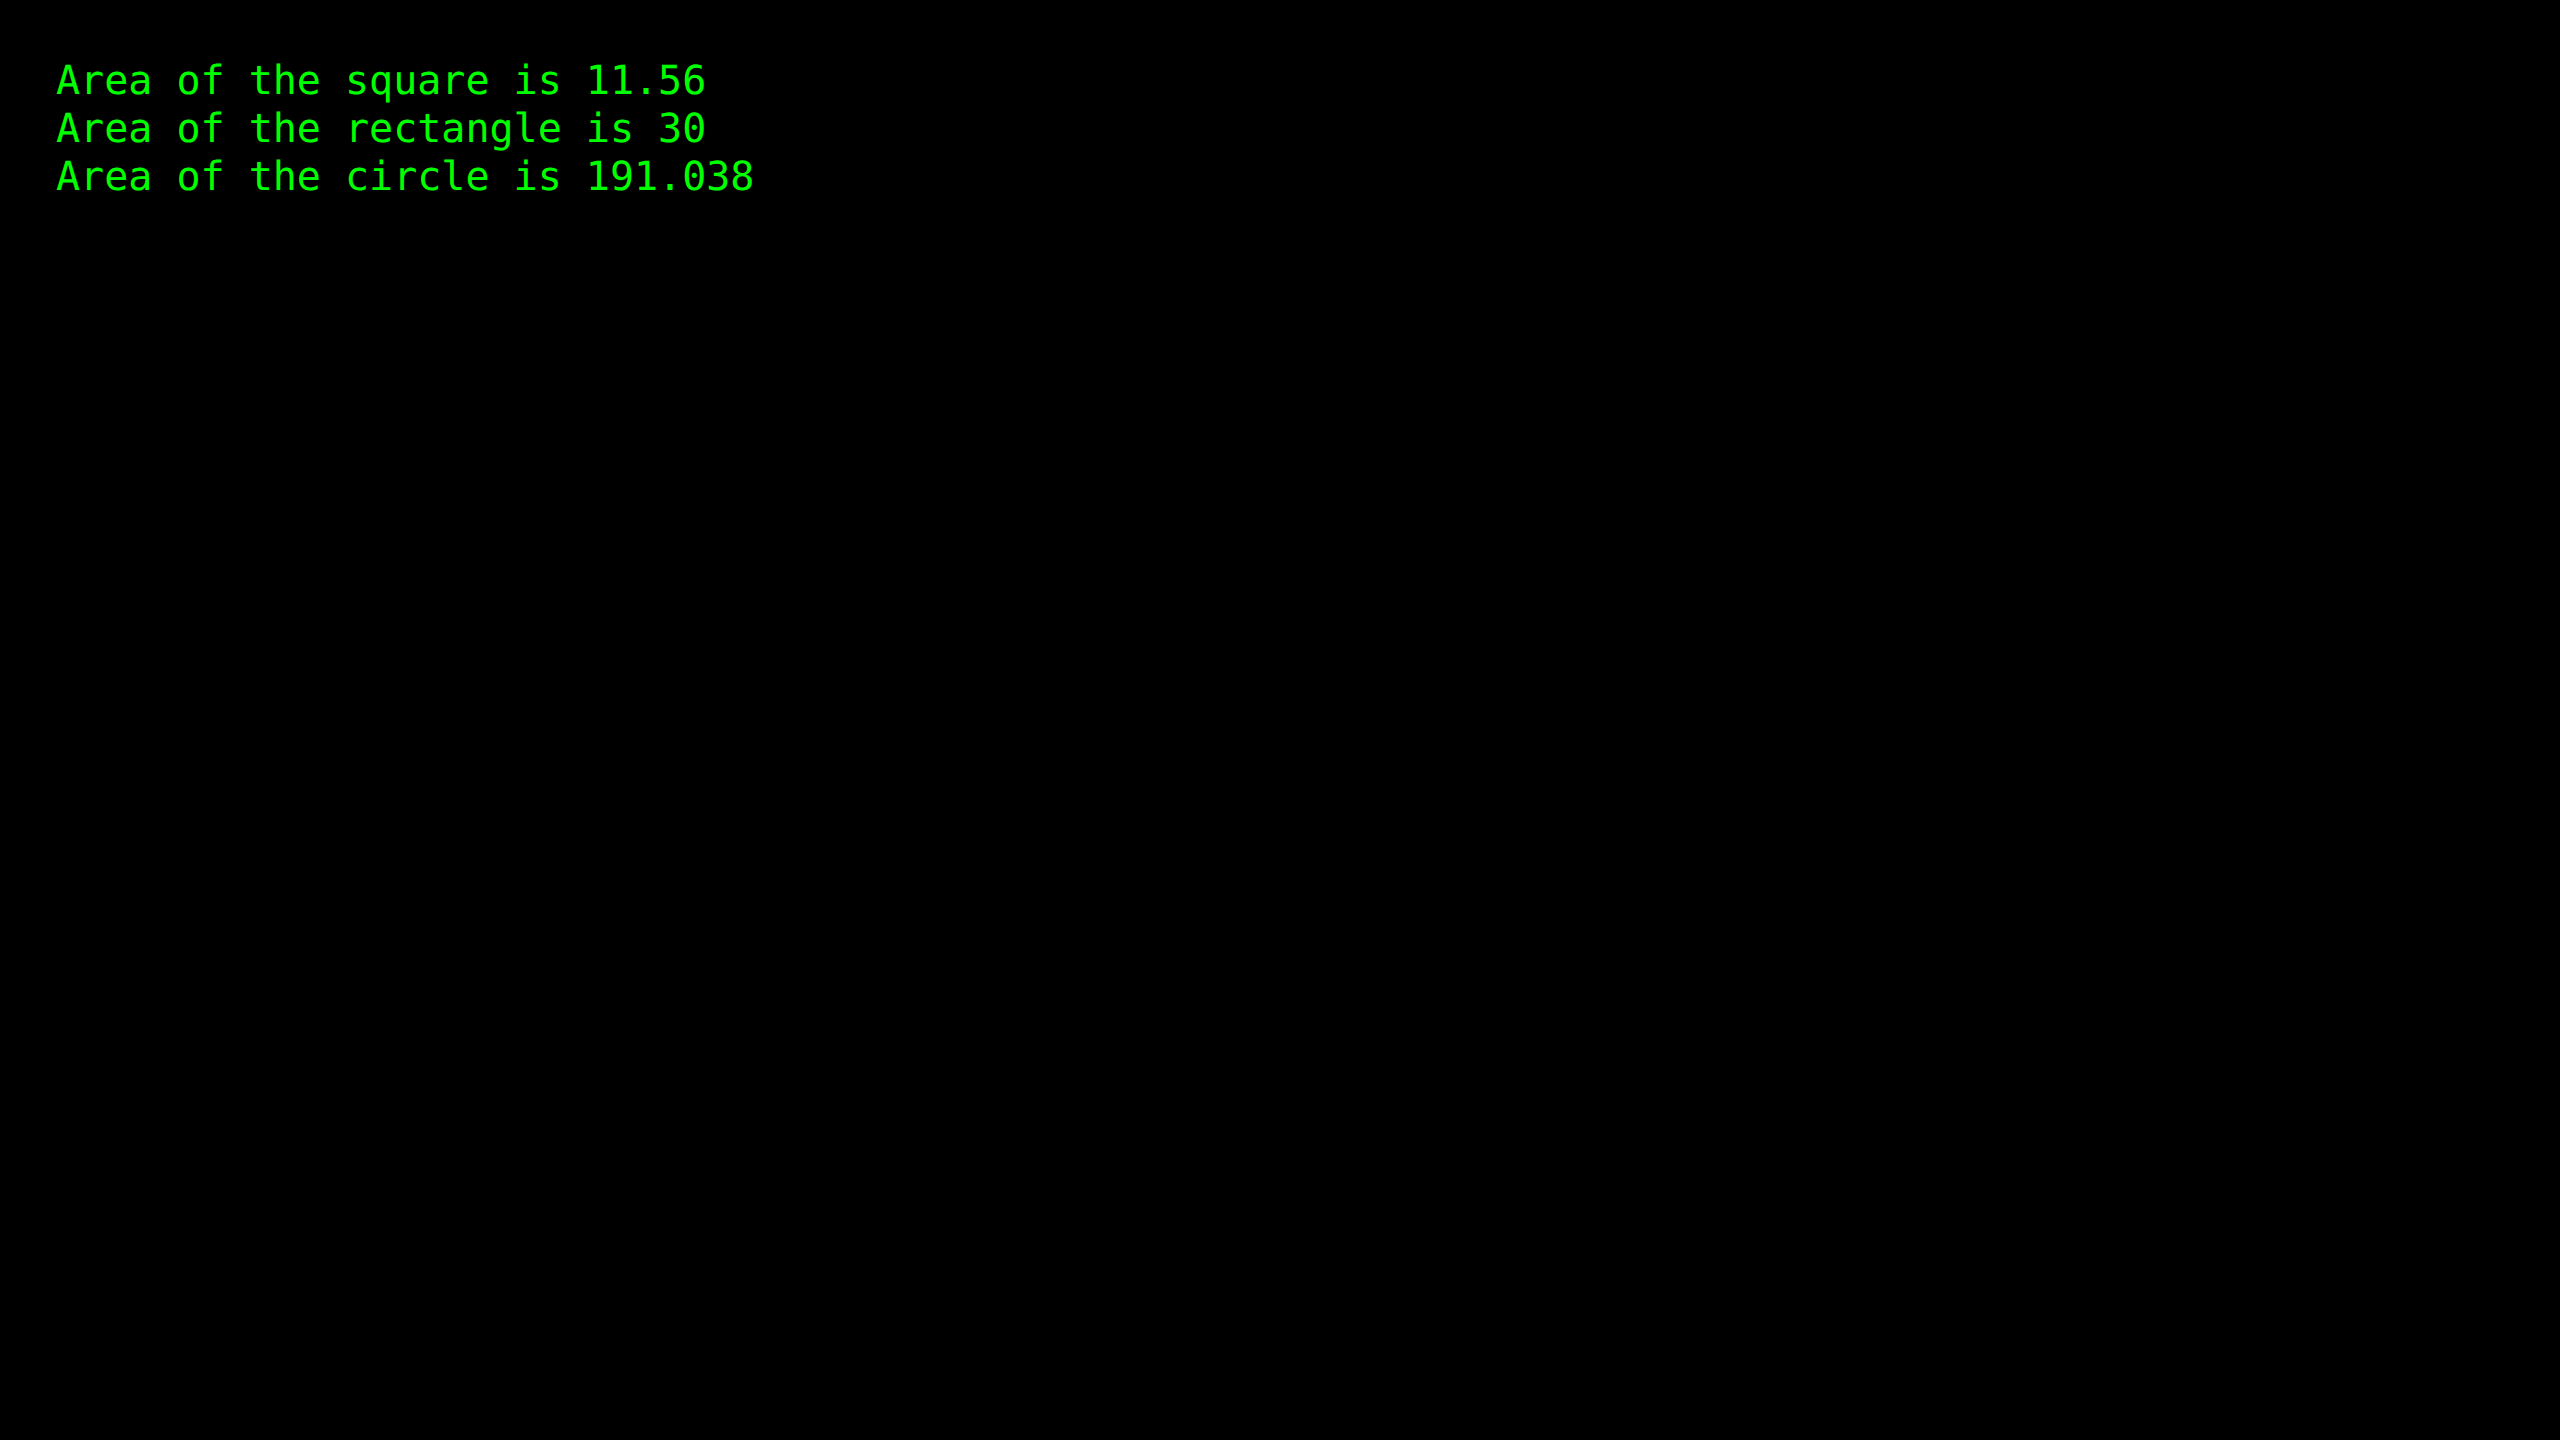 Area of the square is 11.56
Area of the rectangle is 30
Area of the circle is 191.038